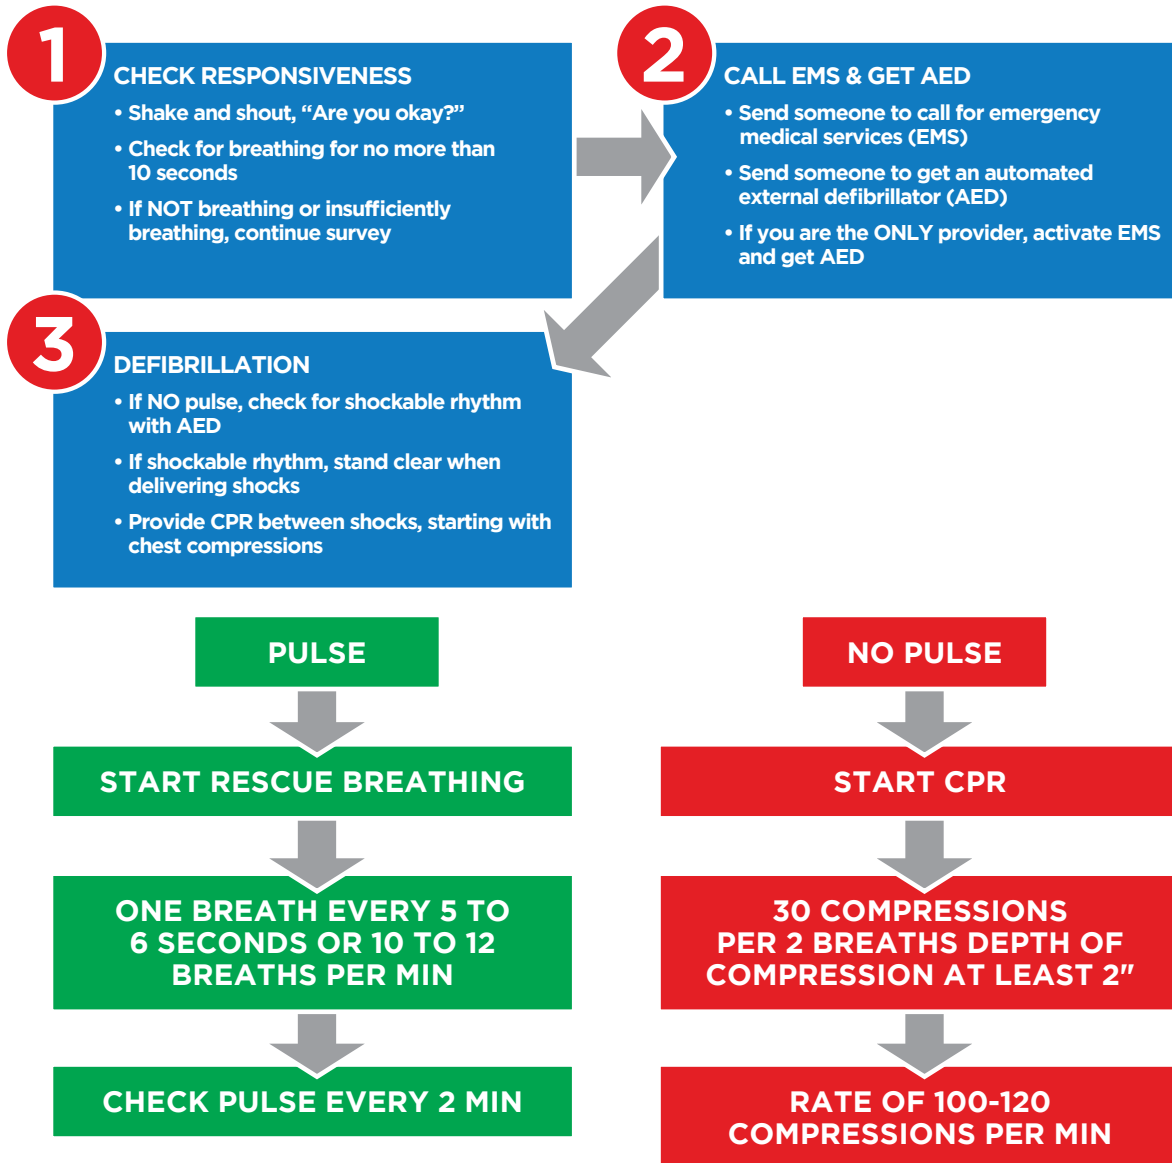 1
CHECK RESPONSIVENESS
• Shake and shout, “Are you okay?”
• Check for breathing for no more than
10 seconds
• If NOT breathing or insufficiently
breathing, continue survey
2
CALL EMS & GET AED
• Send someone to call for emergency
medical services (EMS)
• Send someone to get an automated
external defibrillator (AED)
• If you are the ONLY provider, activate EMS
and get AED
3
DEFIBRILLATION
• If NO pulse, check for shockable rhythm
with AED
• If shockable rhythm, stand clear when
delivering shocks
• Provide CPR between shocks, starting with
chest compressions
PULSE
START RESCUE BREATHING
ONE BREATH EVERY 5 TO
6 SECONDS OR 10 TO 12
BREATHS PER MIN
CHECK PULSE EVERY 2 MIN
NO PULSE
START CPR
30 COMPRESSIONS
PER 2 BREATHS DEPTH OF
COMPRESSION AT LEAST 2"
RATE OF 100-120
COMPRESSIONS PER MIN